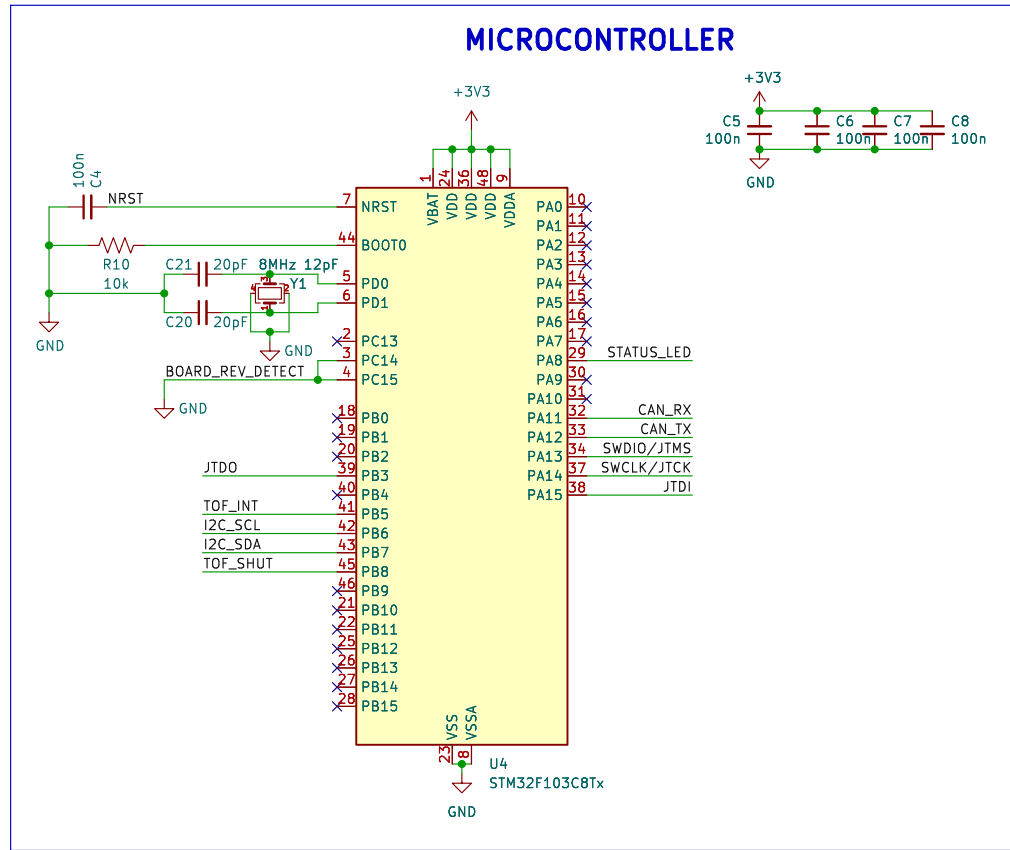 MICROCONTROLLER
+3V3
C5
100n
C6
100n
C7
100n
C8
100n
GND
+3V3
1
24
36
48
9
VBAT
VDD
VDD
VDD
VDDA
100n
C4
NRST
7 NRST
44 BOOT0
R10
10k
C21 20pF
8MHz 12pF
Y1
3
4
2
1
C20 20pF
GND
GND
5 PD0
6 PD1
2 PC13
3 PC14
4 PC15
BOARD_REV_DETECT
GND
18 PB0
19 PB1
20 PB2
JTDO 39 PB3
40 PB4
TOF_INT 41 PB5
I2C_SCL 42 PB6
I2C_SDA 43 PB7
TOF_SHUT 45 PB8
46 PB9
21 PB10
22 PB11
25 PB12
26 PB13
27 PB14
28 PB15
PA0 10
PA1 11
PA2 12
PA3 13
PA4 14
PA5 15
PA6 16
PA7 17
PA8 29 STATUS_LED
PA9 30
PA10 31
PA11 32 CAN_RX
PA12 33 CAN_TX
PA13 34 SWDIO/JTMS
PA14 37 SWCLK/JTCK
PA15 38 JTDI
VSS
VSSA
23
8
U4
STM32F103C8Tx
GND